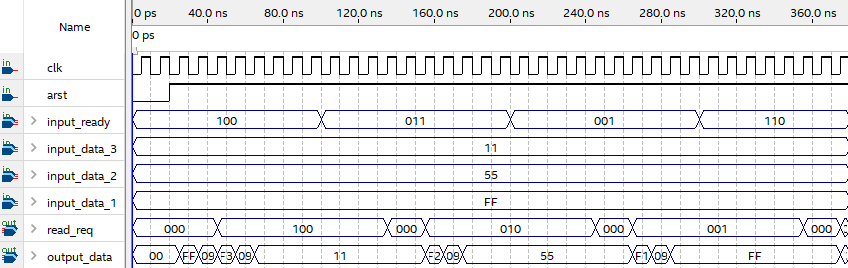 Name
0 ps 40.0 ns 80.0 ns 120.0 ns 160.0 ns 200.0 ns 240.0 ns 280.0 ns 320.0 ns 360.0 ns
0 ps
in clk
in arst
in input_ready 100 011 001 110
in input_data_3 11
in input_data_2 55
in input_data_1 FF
out read_req 000 100 000 010 000 001 000
out output_data 00 FF 09 F3 09 11 F2 09 55 F1 09 FF